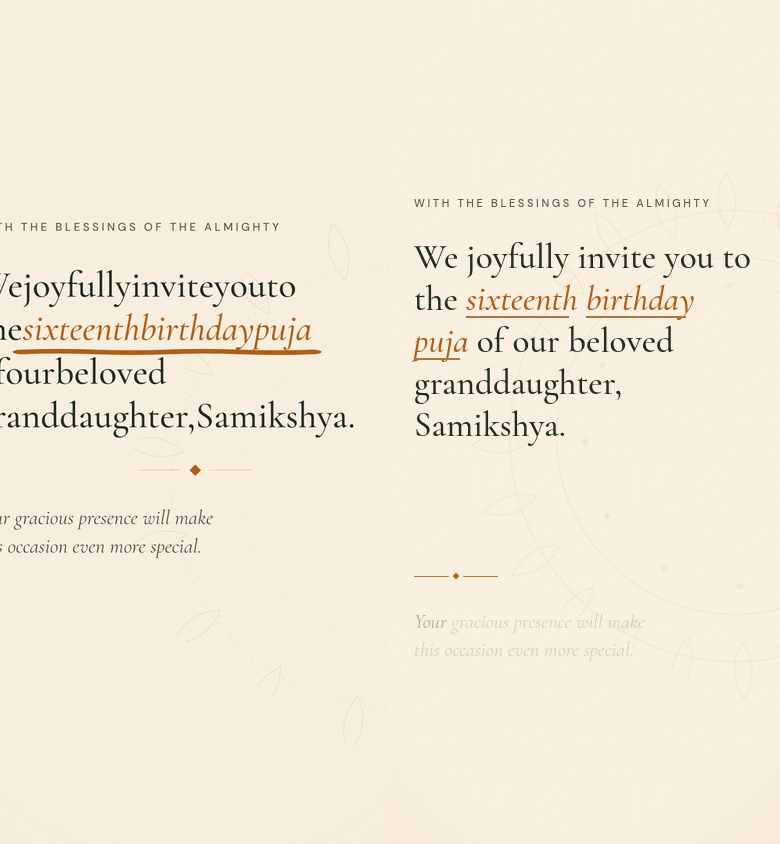 TH THE BLESSINGS OF THE ALMIGHTY
Vejoyfullyinviteyouto
nesixteenthbirthdaypuja
fourbeloved
randdaughter,Samikshya.
ur gracious presence will make
s occasion even more special.
WITH THE BLESSINGS OF THE ALMIGHTY
We joyfully invite you to
the sixteenth birthday
puja of our beloved
granddaughter,
Samikshya.
Your gracious presence will make
this occasion even more special.